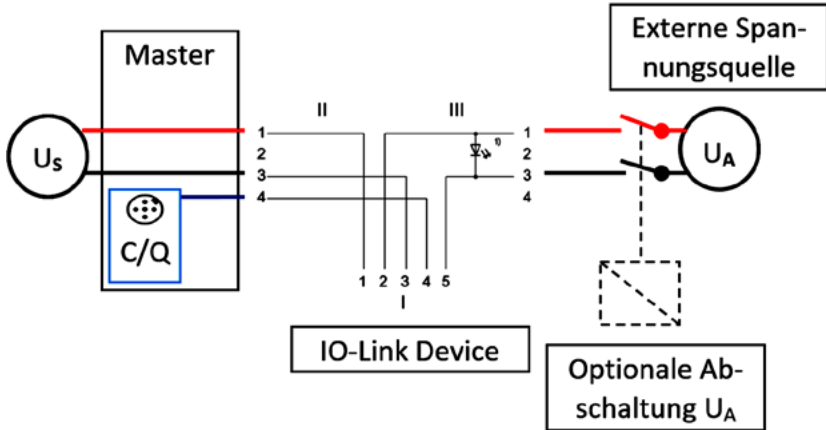 Externe Span-
nungsquelle
Master
II
III
1
2
3
4
1)
1
2
3
4
US
UA
C/Q
1 2 3 4 5
I
IO-Link Device
Optionale Ab-
schaltung UA